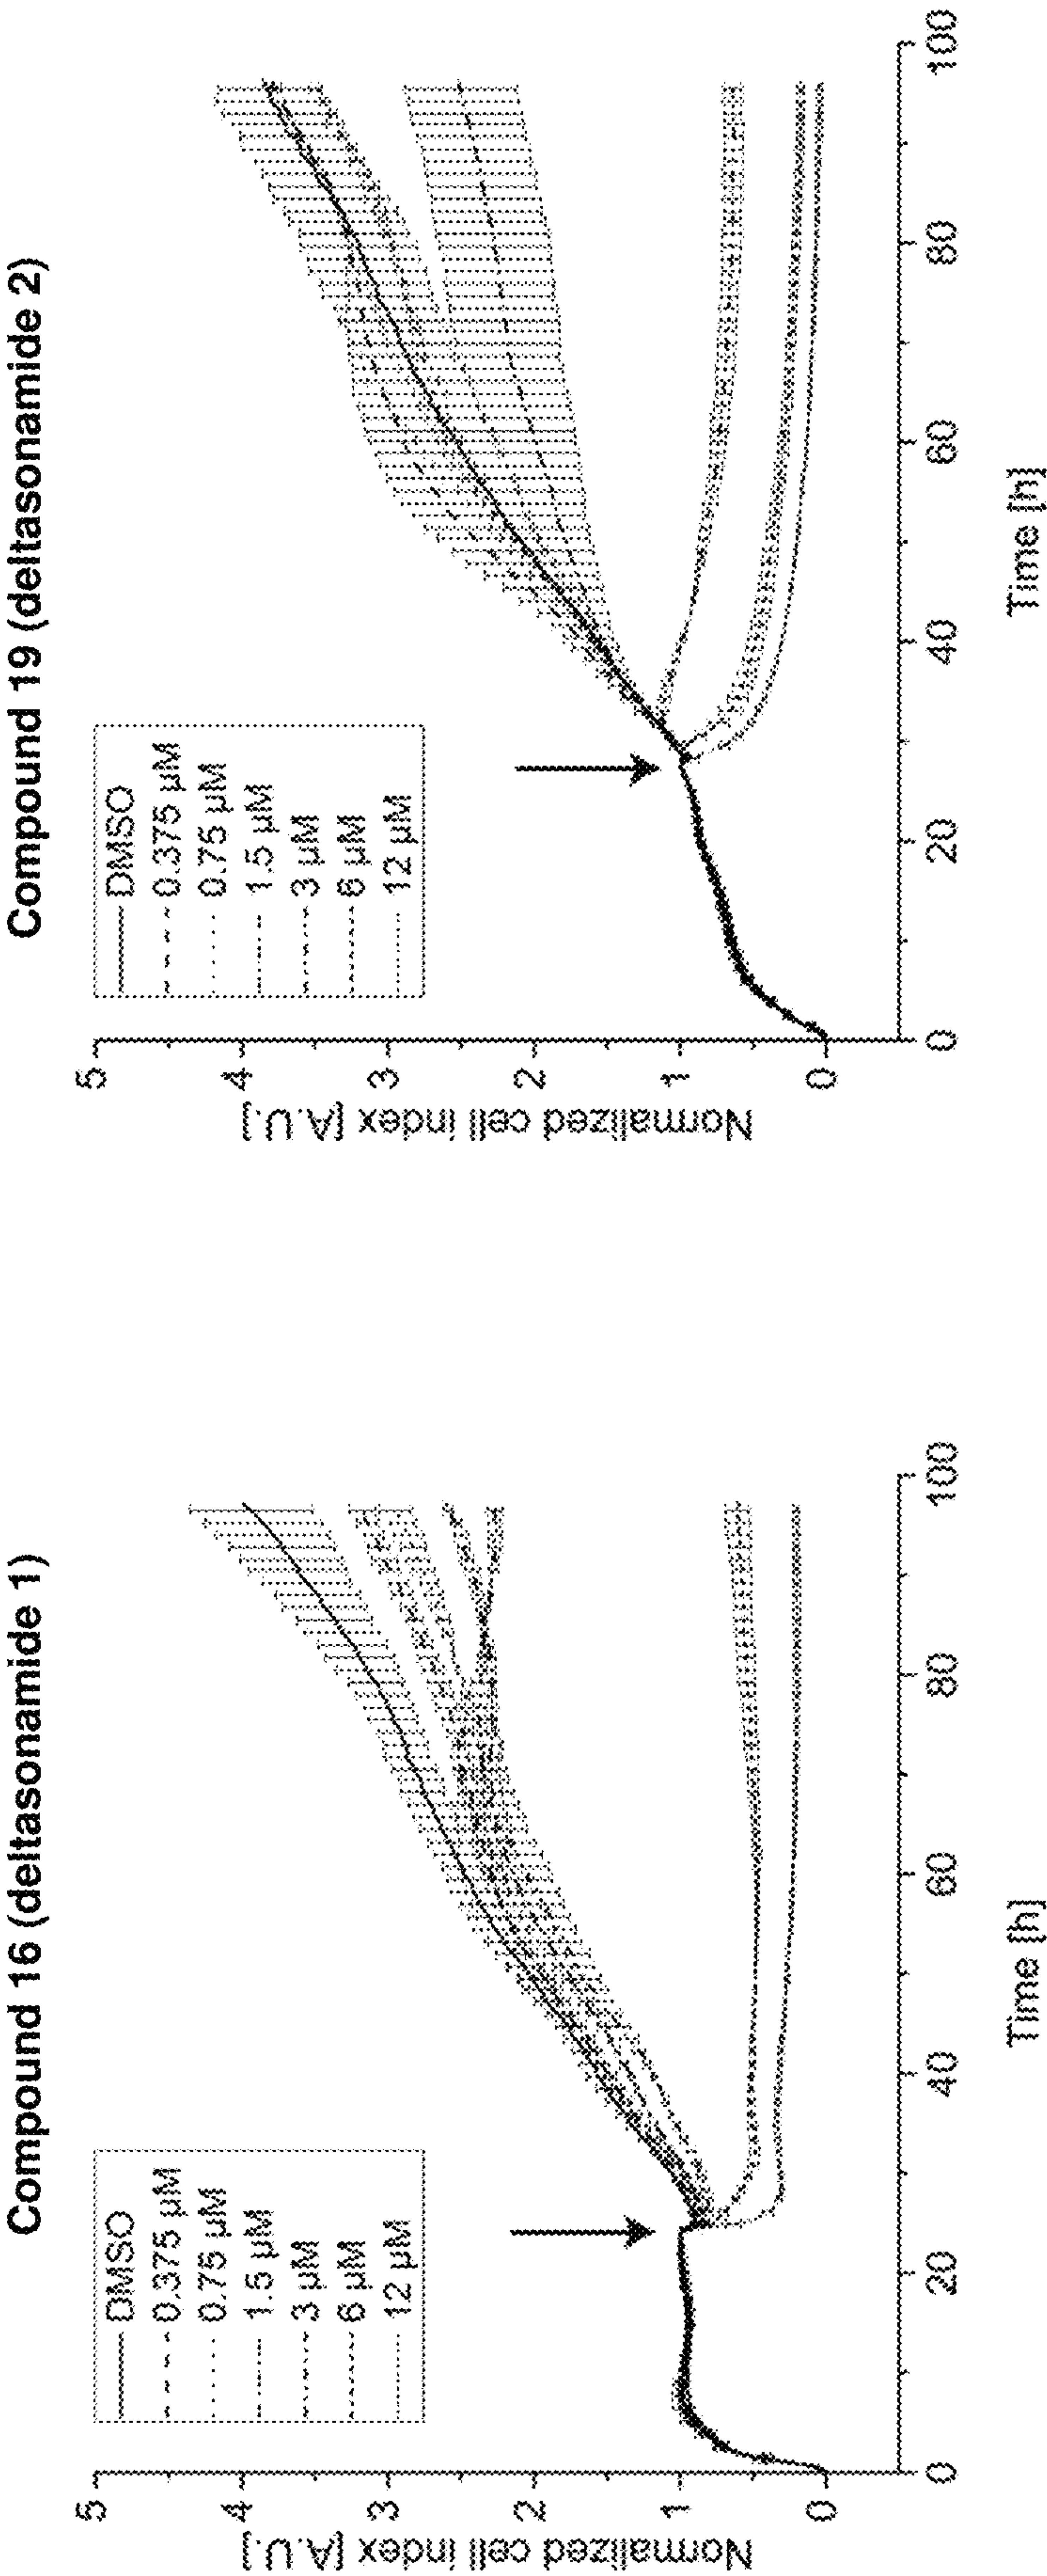 Compound 16 (deltasonamide 1)
DMSO
0.375 µM
0.75 µM
1.5 µM
3 µM
6 µM
12 µM
5
4
3
2
1
0
Normalized cell index [A.U.]
0
20
40
60
80
100
Time [h]
Compound 19 (deltasonamide 2)
DMSO
0.375 µM
0.75 µM
1.5 µM
3 µM
6 µM
12 µM
5
4
3
2
1
0
Normalized cell index [A.U.]
0
20
40
60
80
100
Time [h]